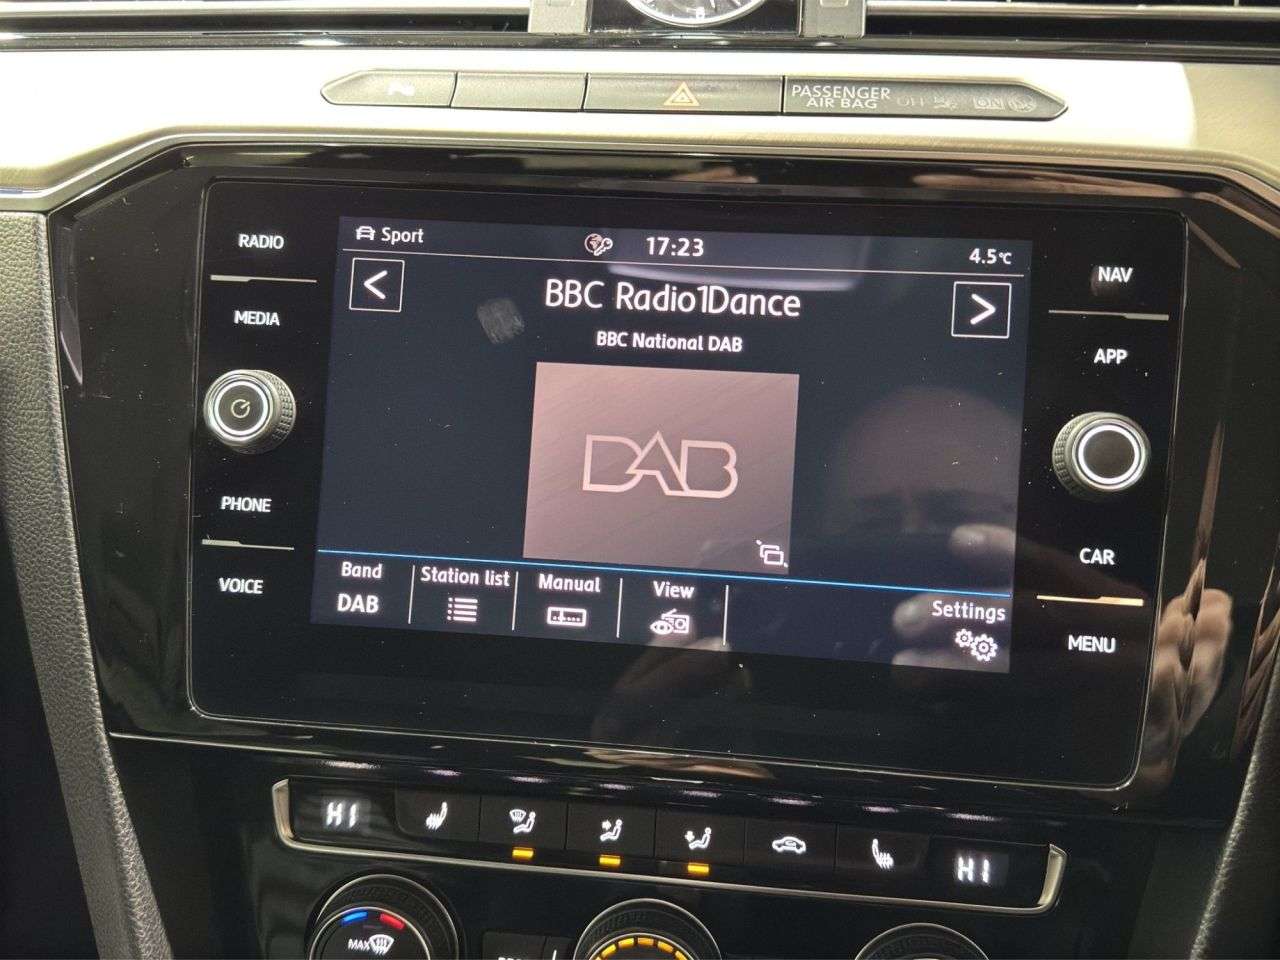 PASSENGER
AIR BAG OFF ON
RADIO
MEDIA
PHONE
VOICE
Sport
17:23
4.5°C
BBC Radio1Dance
BBC National DAB
DAB
Band
DAB
Station list
Manual
View
Settings
NAV
APP
CAR
MENU
HI
HI
MAX